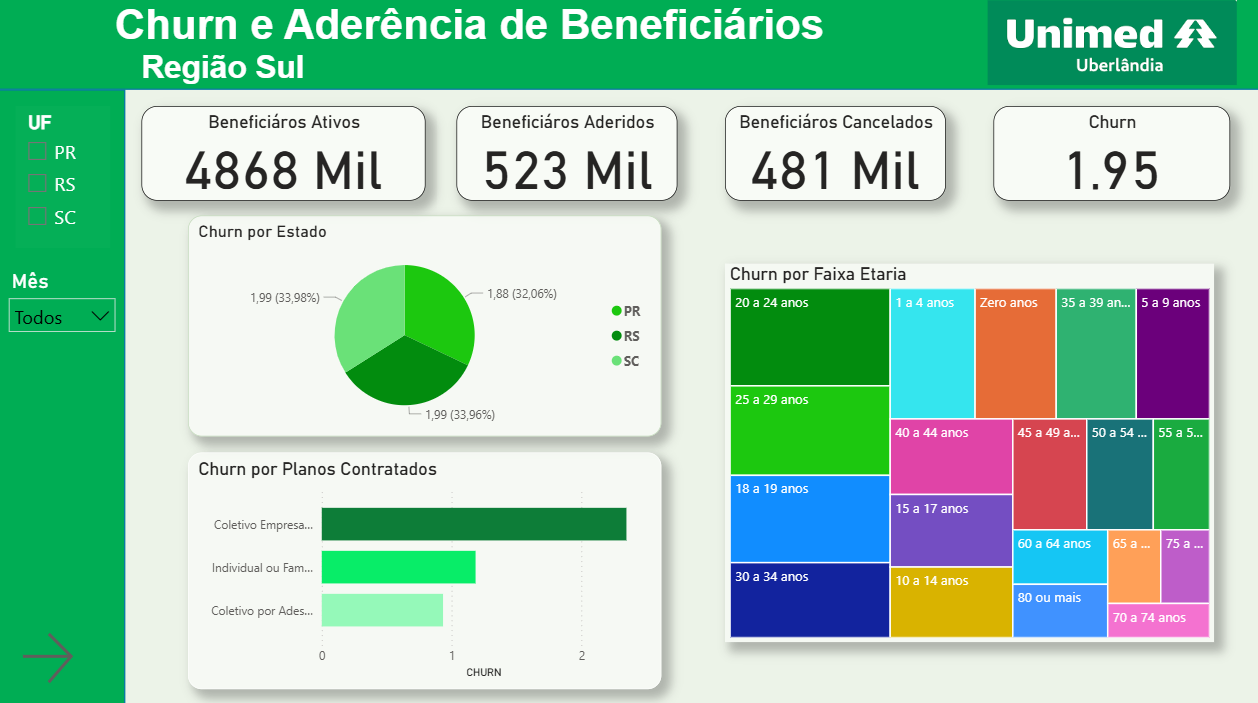 Churn e Aderência de Beneficiários
Região Sul
Unimed
Uberlândia
UF
PR
RS
SC
Mês
Todos
Beneficiáros Ativos
4868 Mil
Beneficiáros Aderidos
523 Mil
Beneficiáros Cancelados
481 Mil
Churn
1.95
Churn por Estado
1,99 (33,98%)
1,88 (32,06%)
1,99 (33,96%)
PR
RS
SC
Churn por Planos Contratados
Coletivo Empresa...
Individual ou Fam...
Coletivo por Ades...
0 1 2
CHURN
Churn por Faixa Etaria
20 a 24 anos
25 a 29 anos
18 a 19 anos
30 a 34 anos
1 a 4 anos
Zero anos
35 a 39 an...
5 a 9 anos
40 a 44 anos
15 a 17 anos
10 a 14 anos
45 a 49 a...
50 a 54 ...
55 a 5...
60 a 64 anos
80 ou mais
65 a ...
75 a ...
70 a 74 anos